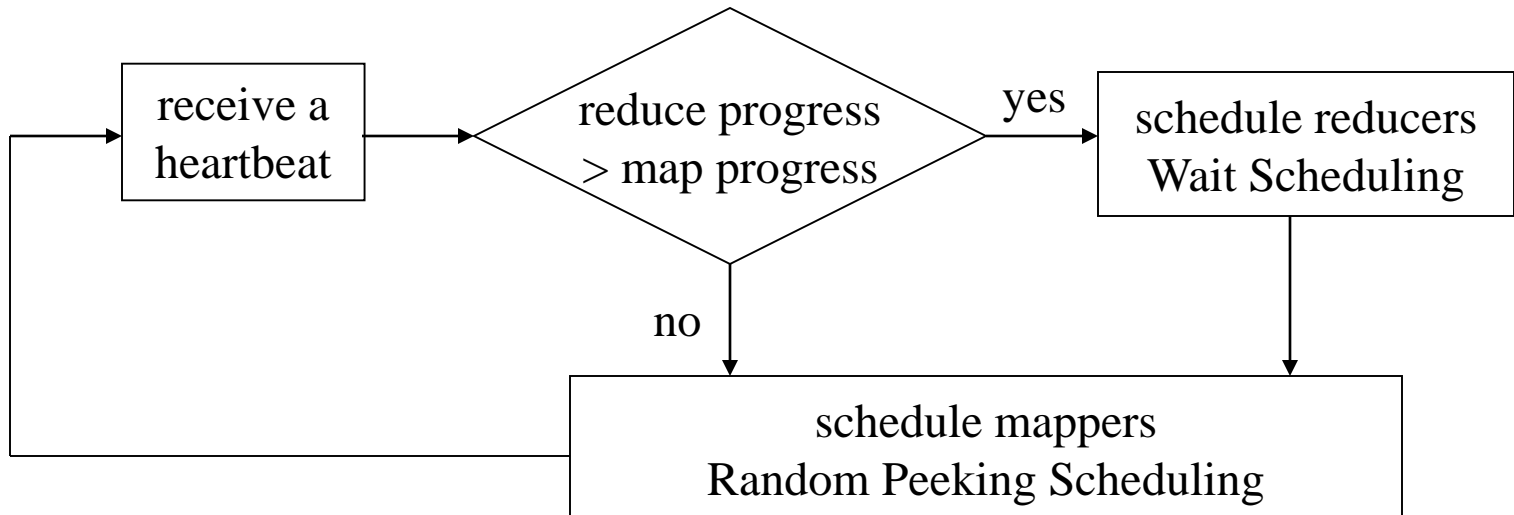 receive a
heartbeat
reduce progress
> map progress
yes
schedule reducers
Wait Scheduling
no
schedule mappers
Random Peeking Scheduling